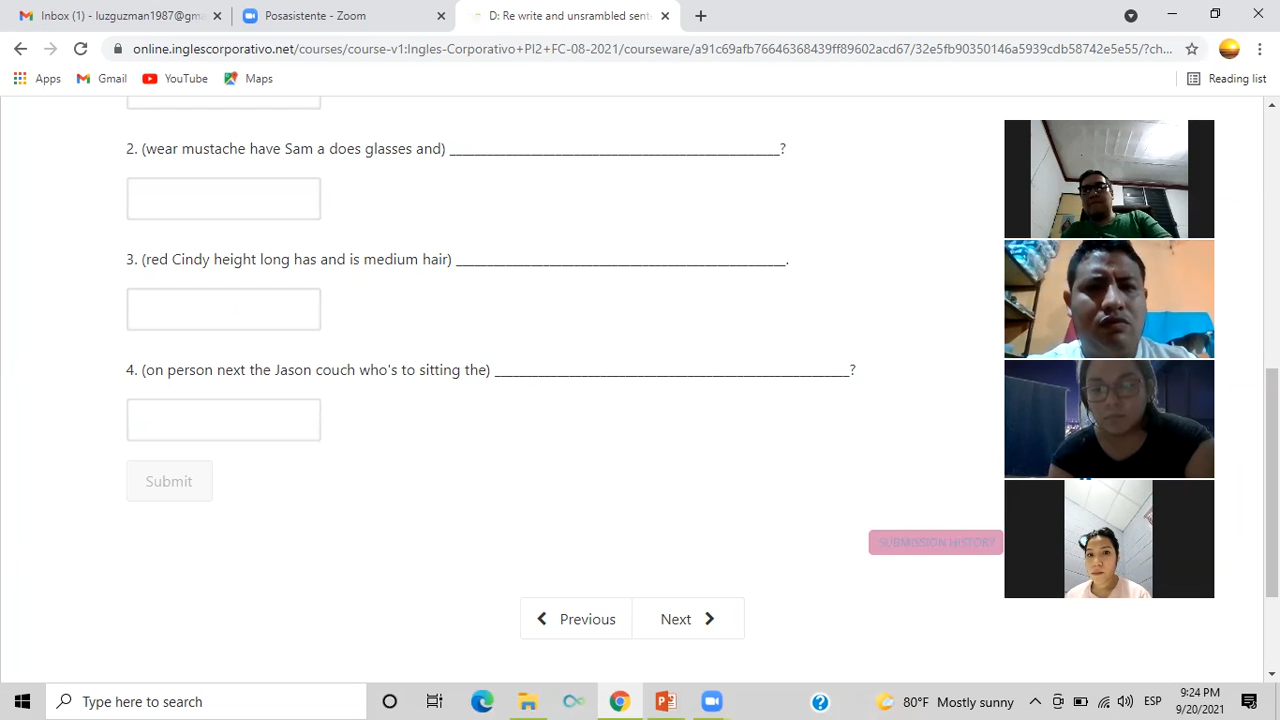 Inbox (1) - luzguzman1987@gma
Posasistente - Zoom
D: Re write and unsrambled sent
online.inglescorporativo.net/courses/course-v1:Ingles-Corporativo+PI2+FC-08-2021/courseware/a91c69afb76646368439ff89602acd67/32e5fb90350146a5939cdb58742e5e55/?ch...
Apps Gmail YouTube Maps Reading list
2. (wear mustache have Sam a does glasses and) ______________________________________________?
3. (red Cindy height long has and is medium hair) ______________________________________________.
4. (on person next the Jason couch who's to sitting the) __________________________________________________?
Submit
SUBMISSION HISTORY
Previous Next
Type here to search
80°F Mostly sunny
ESP
9:24 PM
9/20/2021